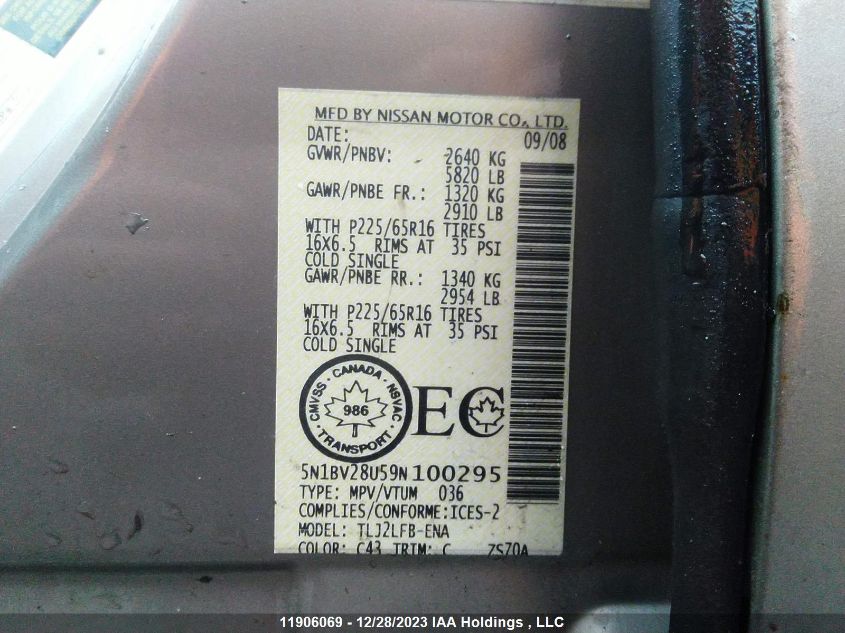 MFD BY NISSAN MOTOR CO., LTD.
DATE: 09/08
GVWR/PNBV: 2640 KG
5820 LB
GAWR/PNBE FR.: 1320 KG
2910 LB
WITH P225/65R16 TIRES
16X6.5 RIMS AT 35 PSI
COLD SINGLE
GAWR/PNBE RR.: 1340 KG
2954 LB
WITH P225/65R16 TIRES
16X6.5 RIMS AT 35 PSI
COLD SINGLE
CMVSS · CANADA · NSVAC · TRANSPORT ·
986
EC
5N1BV28U59N100295
TYPE: MPV/VTUM 036
COMPLIES/CONFORME:ICES-2
MODEL: TLJ2LFB-ENA
COLOR: C43 TRIM: C ZSZ0A
11906069 - 12/28/2023 IAA Holdings , LLC